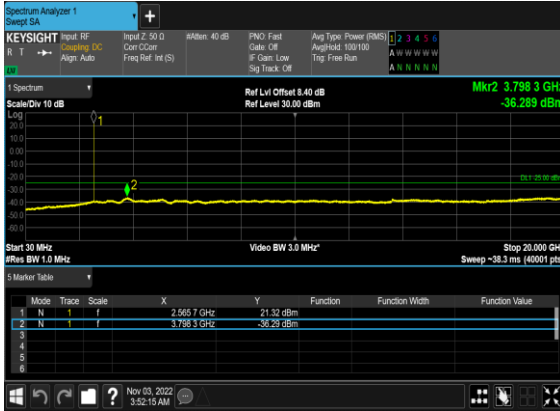 Spectrum Analyzer 1
Swept SA
+
KEYSIGHT Input: RF Input Z: 50 Ω #Atten: 40 dB PNO: Fast Avg Type: Power (RMS) 1 2 3 4 5 6
R T Coupling: DC Corr CCorr Gate: Off Avg|Hold: 100/100 A W W W W W
Align: Auto Freq Ref: Int (S) IF Gain: Low Trig: Free Run
Sig Track: Off A N N N N N
1 Spectrum Ref Lvl Offset 8.40 dB Mkr2 3.798 3 GHz
Scale/Div 10 dB Ref Level 30.00 dBm -36.289 dBm
Log
20.0
10.0
0.00
-10.0
-20.0
-30.0
-40.0
-50.0
-60.0
1
2
DL1 -25.00 dBm
Start 30 MHz Video BW 3.0 MHz* Stop 20.000 GH
#Res BW 1.0 MHz Sweep ~38.3 ms (40001 pts
5 Marker Table
Mode Trace Scale X Y Function Function Width Function Value
1 N 1 f 2.565 7 GHz 21.32 dBm
2 N 1 f 3.798 3 GHz -36.29 dBm
3
4
5
6
? Nov 03, 2022
3:52:15 AM